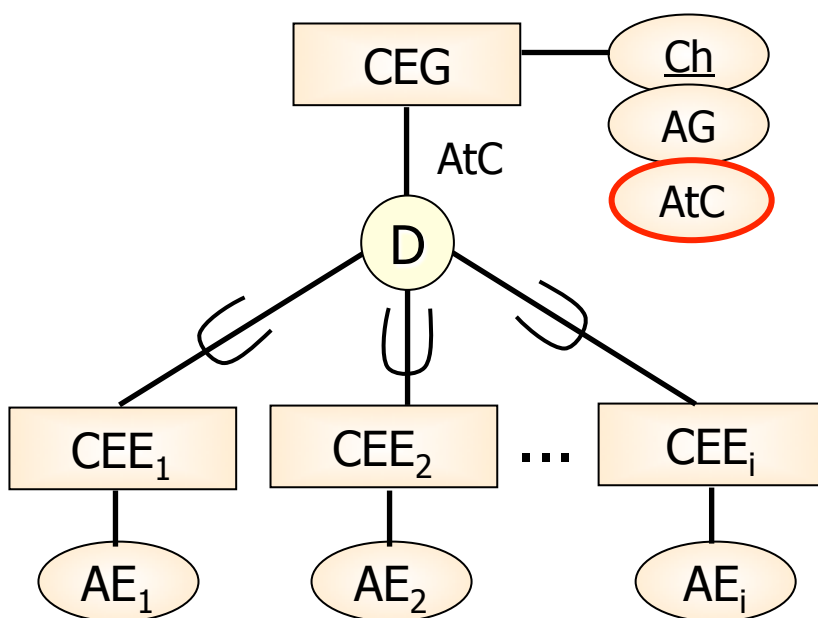 CEG
Ch
AG
AtC
AtC
D
CEE₁
CEE₂
...
CEEᵢ
AE₁
AE₂
AEᵢ